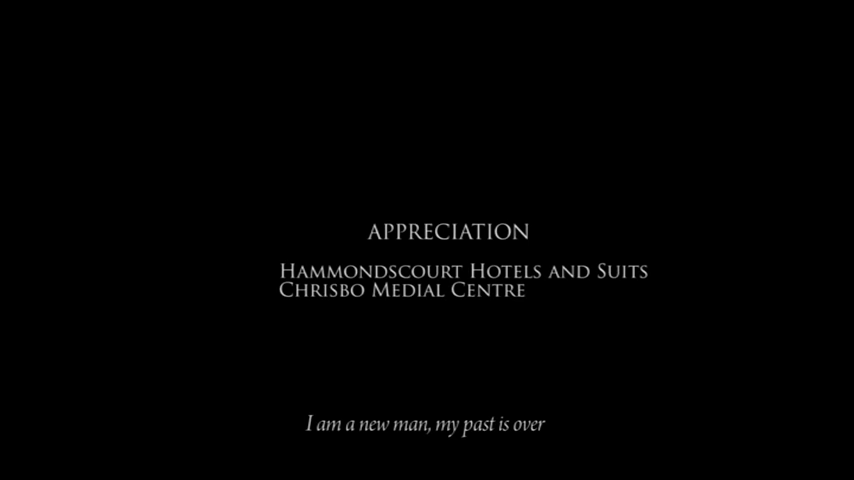 APPRECIATION
HAMMONDSCOURT HOTELS AND SUITS
CHRISBO MEDIAL CENTRE
I am a new man, my past is over